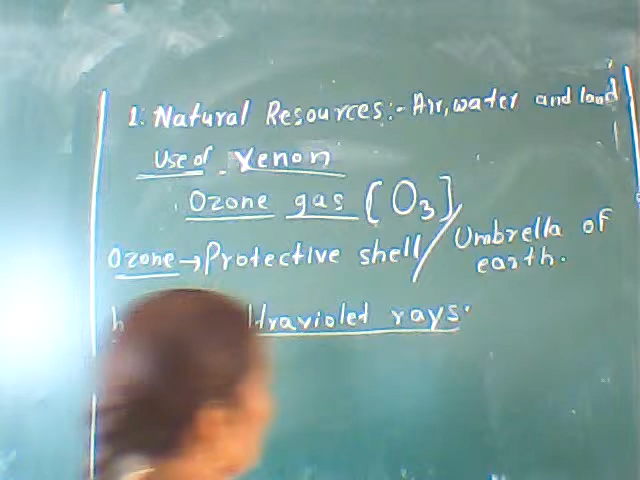 1. Natural Resources:- Air, water and land
Use of Xenon
Ozone gas [O3]
Ozone → Protective shell / Umbrella of earth.
ltraviolet rays.